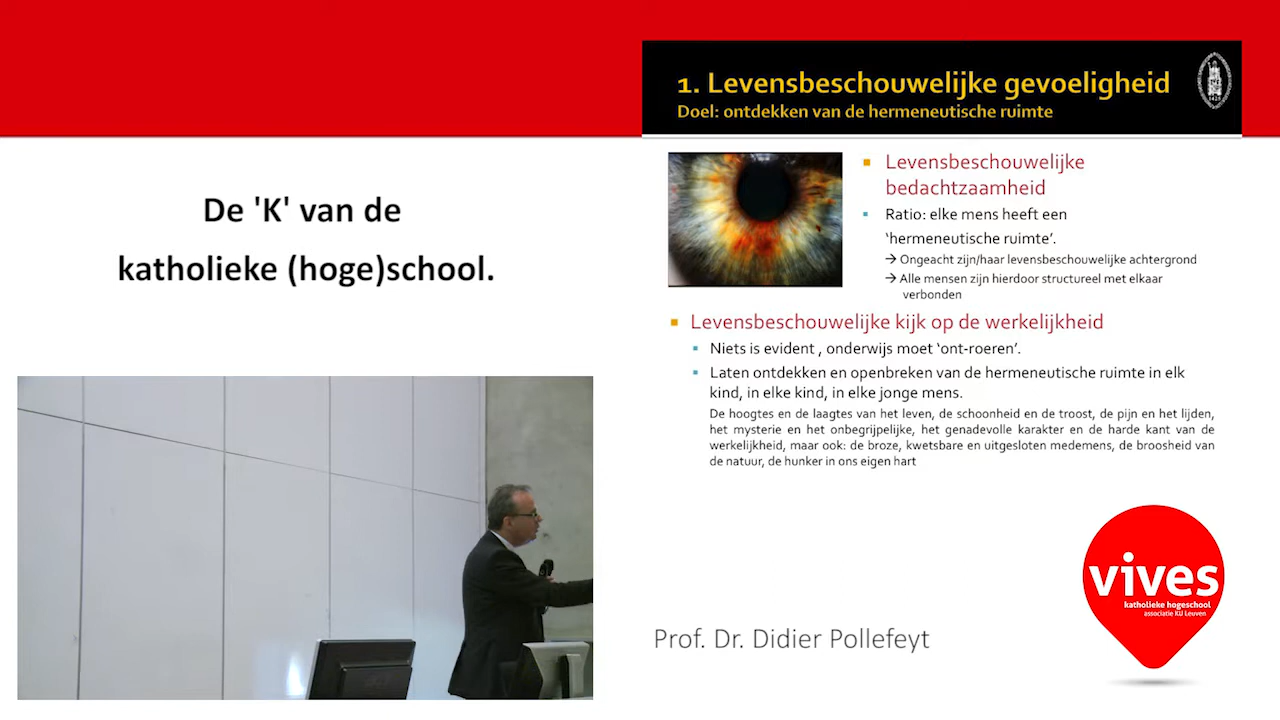 De 'K' van de
katholieke (hoge)school.
1. Levensbeschouwelijke gevoeligheid
Doel: ontdekken van de hermeneutische ruimte
Levensbeschouwelijke
bedachtzaamheid
Ratio: elke mens heeft een
‘hermeneutische ruimte’.
→ Ongeacht zijn/haar levensbeschouwelijke achtergrond
→ Alle mensen zijn hierdoor structureel met elkaar
verbonden
Levensbeschouwelijke kijk op de werkelijkheid
Niets is evident , onderwijs moet ‘ont-roeren’.
Laten ontdekken en openbreken van de hermeneutische ruimte in elk
kind, in elke kind, in elke jonge mens.
De hoogtes en de laagtes van het leven, de schoonheid en de troost, de pijn en het lijden,
het mysterie en het onbegrijpelijke, het genadevolle karakter en de harde kant van de
werkelijkheid, maar ook: de broze, kwetsbare en uitgesloten medemens, de broosheid van
de natuur, de hunker in ons eigen hart
vives
katholieke hogeschool
associatie KU Leuven
Prof. Dr. Didier Pollefeyt